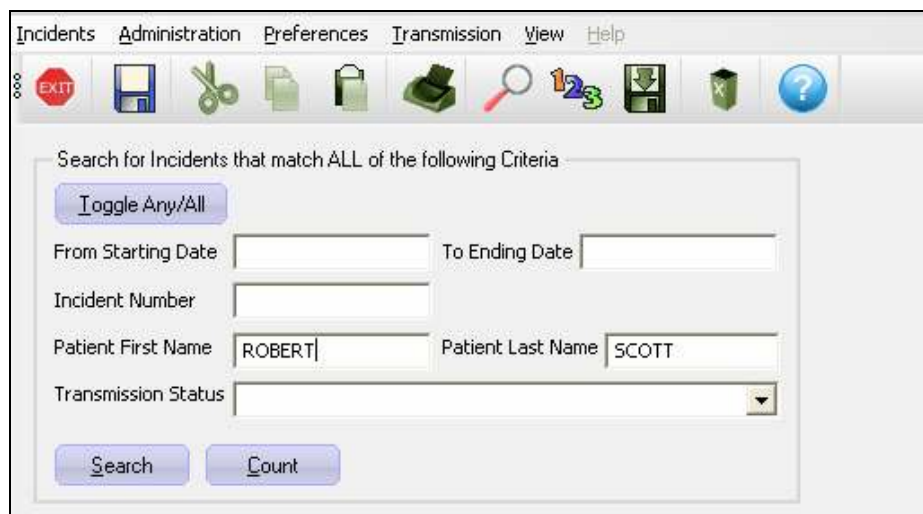 Incidents Administration Preferences Transmission View Help
EXIT 123 X ?
Search for Incidents that match ALL of the following Criteria
Toggle Any/All
From Starting Date To Ending Date
Incident Number
Patient First Name ROBERT Patient Last Name SCOTT
Transmission Status
Search Count